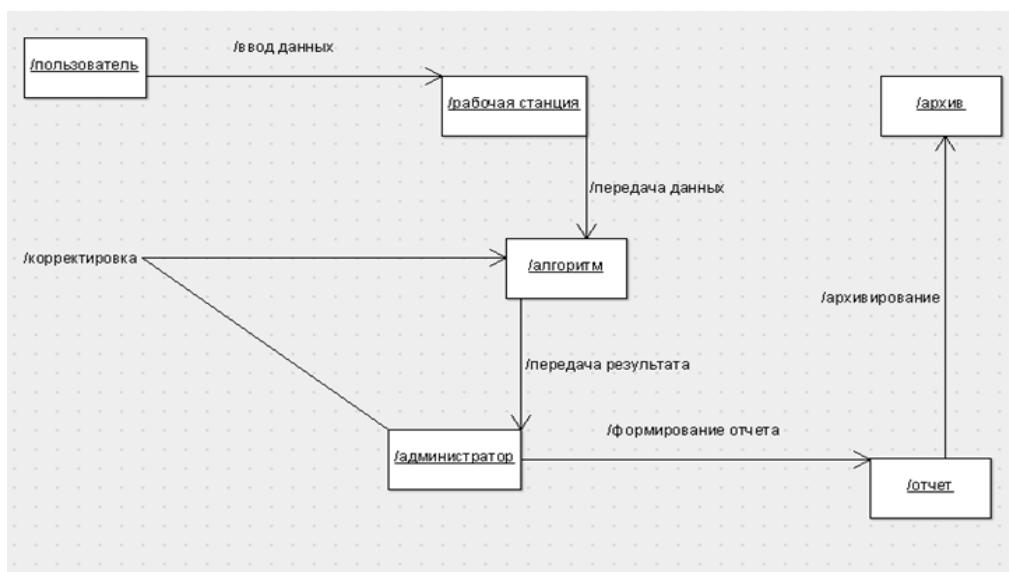 /ввод данных
/пользователь
/рабочая станция
/архив
/передача данных
/корректировка
/алгоритм
/архивирование
/передача результата
/формирование отчета
/администратор
/отчет